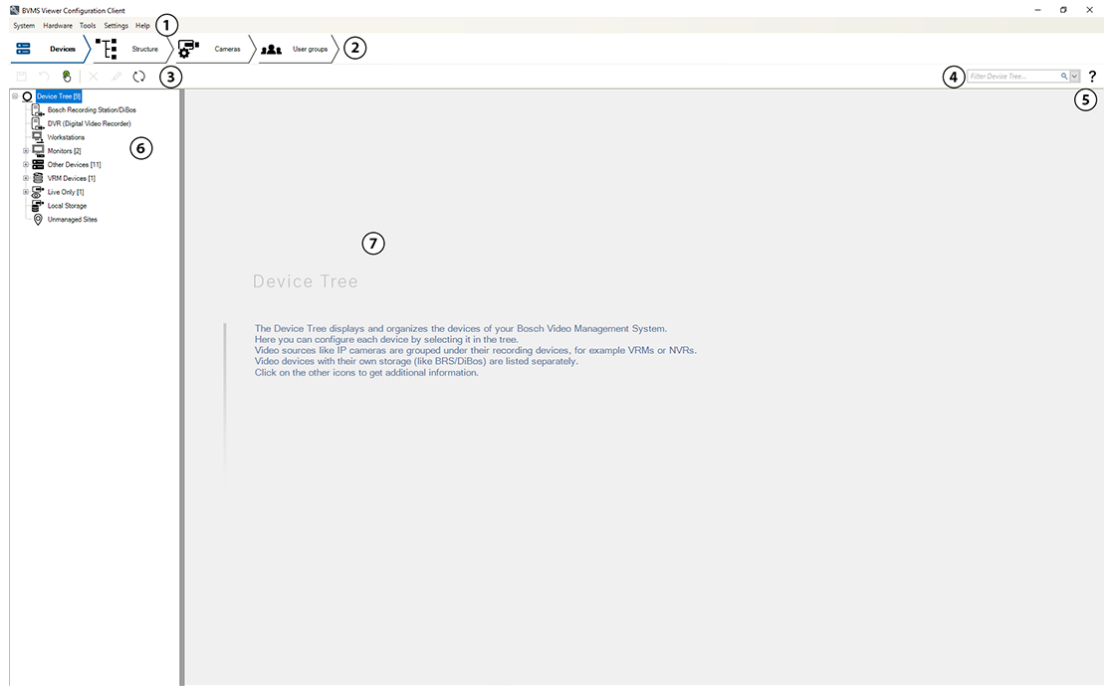 BVMS Viewer Configuration Client
System Hardware Tools Settings Help 1
Devices Structure Cameras User groups 2
3 4 Filter Device Tree... ?
5
Device Tree [9]
Bosch Recording Station/DiBos
DVR (Digital Video Recorder)
Workstations
6
Monitors [2]
Other Devices [11]
VRM Devices [1]
Live Only [1]
Local Storage
Unmanaged Sites
7
Device Tree
The Device Tree displays and organizes the devices of your Bosch Video Management System.
Here you can configure each device by selecting it in the tree.
Video sources like IP cameras are grouped under their recording devices, for example VRMs or NVRs.
Video devices with their own storage (like BRS/DiBos) are listed separately.
Click on the other icons to get additional information.